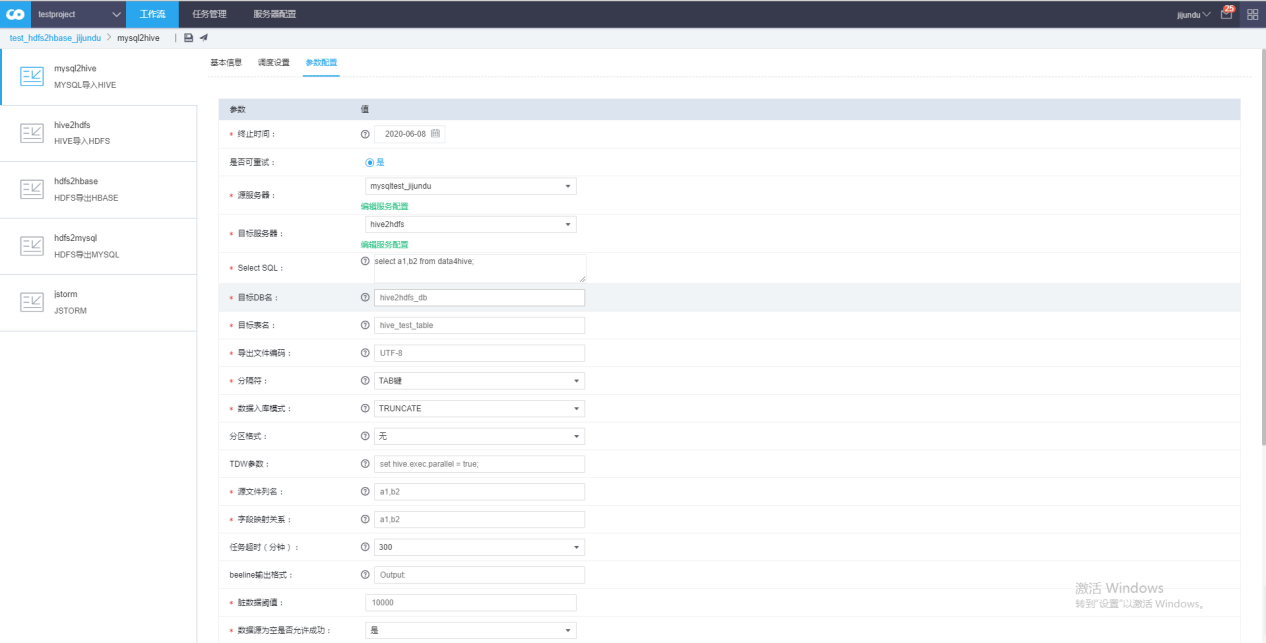 testproject 工作流 任务管理 服务器配置 jijundu 25
test_hdfs2hbase_jijundu > mysql2hive |
mysql2hive
MYSQL导入HIVE
hive2hdfs
HIVE导入HDFS
hdfs2hbase
HDFS导出HBASE
hdfs2mysql
HDFS导出MYSQL
jstorm
JSTORM
基本信息 调度设置 参数配置
参数 值
* 终止时间： 2020-06-08
是否可重试： 是
* 源服务器： mysqltest_jijundu
编辑服务配置
* 目标服务器： hive2hdfs
编辑服务配置
* Select SQL： select a1,b2 from data4hive;
* 目标DB名： hive2hdfs_db
* 目标表名： hive_test_table
* 导出文件编码： UTF-8
* 分隔符： TAB键
* 数据入库模式： TRUNCATE
分区格式： 无
TDW参数： set hive.exec.parallel = true;
* 源文件列名： a1,b2
* 字段映射关系： a1,b2
任务超时（分钟）： 300
beeline输出格式： Output:
* 脏数据阈值： 10000
* 数据源为空是否允许成功： 是
激活 Windows
转到"设置"以激活 Windows。